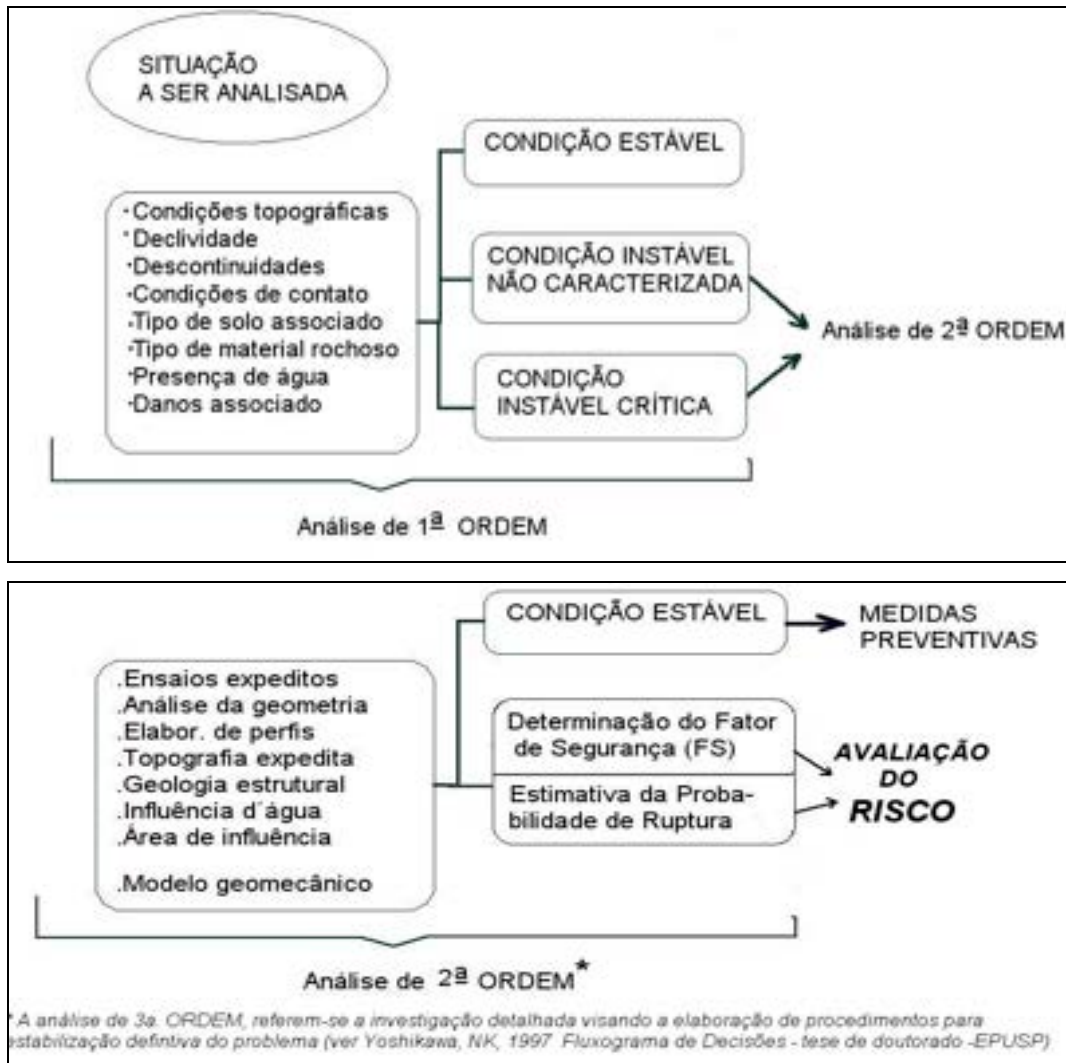 SITUAÇÃO
A SER ANALISADA
·Condições topográficas
·Declividade
·Descontinuidades
·Condições de contato
·Tipo de solo associado
·Tipo de material rochoso
·Presença de água
·Danos associado
CONDIÇÃO ESTÁVEL
CONDIÇÃO INSTÁVEL
NÃO CARACTERIZADA
CONDIÇÃO
INSTÁVEL CRÍTICA
Análise de 2ª ORDEM
Análise de 1ª ORDEM
.Ensaios expeditos
.Análise da geometria
.Elabor. de perfis
.Topografia expedita
.Geologia estrutural
.Influência d´água
.Área de influência
.Modelo geomecânico
CONDIÇÃO ESTÁVEL
MEDIDAS
PREVENTIVAS
Determinação do Fator
de Segurança (FS)
Estimativa da Proba-
bilidade de Ruptura
AVALIAÇÃO
DO
RISCO
Análise de 2ª ORDEM*
* A análise de 3a. ORDEM, referem-se a investigação detalhada visando a elaboração de procedimentos para
estabilização defintiva do problema (ver Yoshikawa, NK, 1997 Fluxograma de Decisões - tese de doutorado -EPUSP)